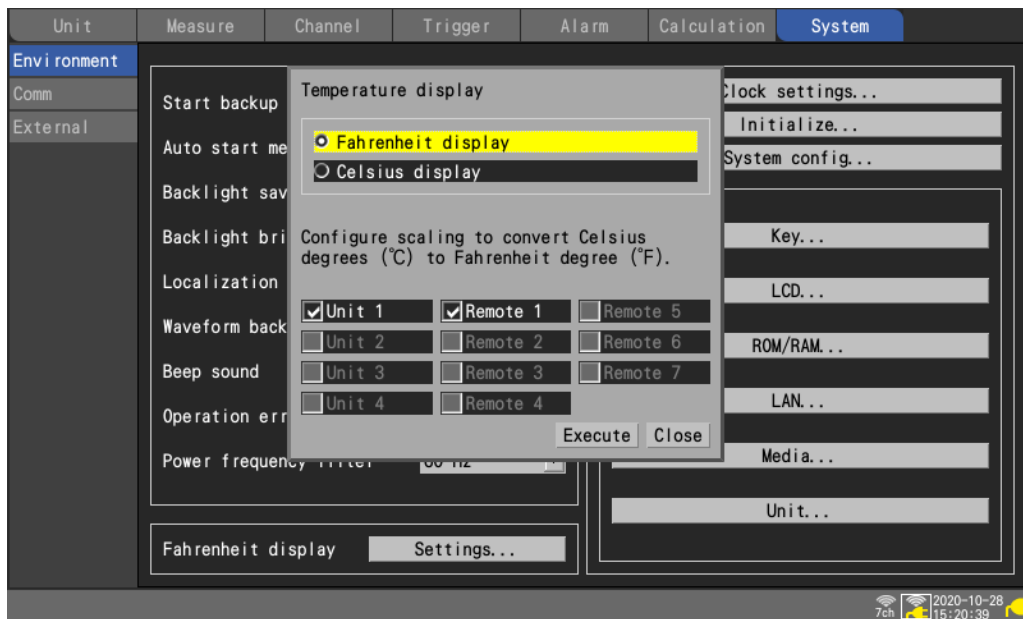 Unit Measure Channel Trigger Alarm Calculation System
Environment
Comm
External
Start backup
Auto start me
Backlight sav
Backlight bri
Localization
Waveform back
Beep sound
Operation err
Power frequency filter 60 Hz
Fahrenheit display Settings...
Temperature display
Fahrenheit display
Celsius display
Configure scaling to convert Celsius
degrees (℃) to Fahrenheit degree (℉).
Unit 1 Remote 1 Remote 5
Unit 2 Remote 2 Remote 6
Unit 3 Remote 3 Remote 7
Unit 4 Remote 4
Execute Close
Clock settings...
Initialize...
System config...
Key...
LCD...
ROM/RAM...
LAN...
Media...
Unit...
7ch 2020-10-28
15:20:39